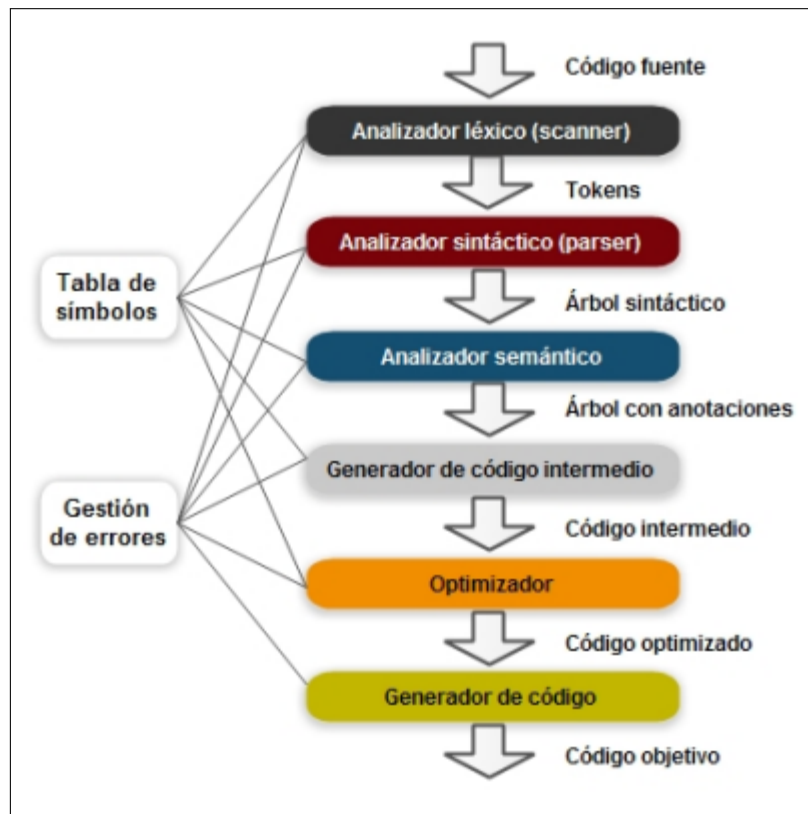 Código fuente
Analizador léxico (scanner)
Tokens
Analizador sintáctico (parser)
Tabla de
símbolos
Árbol sintáctico
Analizador semántico
Árbol con anotaciones
Generador de código intermedio
Gestión
de errores
Código intermedio
Optimizador
Código optimizado
Generador de código
Código objetivo